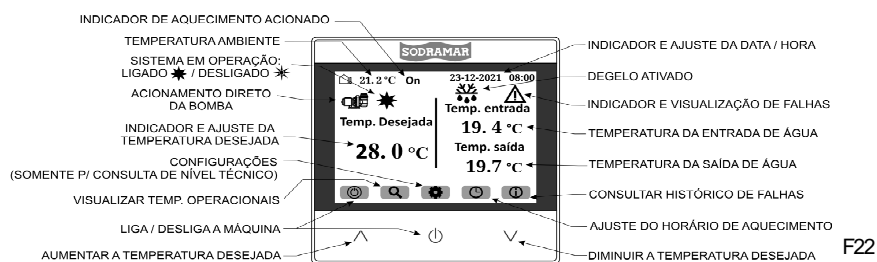 INDICADOR DE AQUECIMENTO ACIONADO
TEMPERATURA AMBIENTE
SISTEMA EM OPERAÇÃO:
LIGADO / DESLIGADO
ACIONAMENTO DIRETO
DA BOMBA
INDICADOR E AJUSTE DA
TEMPERATURA DESEJADA
CONFIGURAÇÕES
(SOMENTE P/ CONSULTA DE NÍVEL TÉCNICO)
VISUALIZAR TEMP. OPERACIONAIS
LIGA / DESLIGA A MÁQUINA
AUMENTAR A TEMPERATURA DESEJADA
SODRAMAR
21.2°C On
23-12-2021 08:00
Temp. Desejada
28.0 °C
Temp. entrada
19.4 °C
Temp. saída
19.7 °C
INDICADOR E AJUSTE DA DATA / HORA
DEGELO ATIVADO
INDICADOR E VISUALIZAÇÃO DE FALHAS
TEMPERATURA DA ENTRADA DE ÁGUA
TEMPERATURA DA SAÍDA DE ÁGUA
CONSULTAR HISTÓRICO DE FALHAS
AJUSTE DO HORÁRIO DE AQUECIMENTO
DIMINUIR A TEMPERATURA DESEJADA
F22